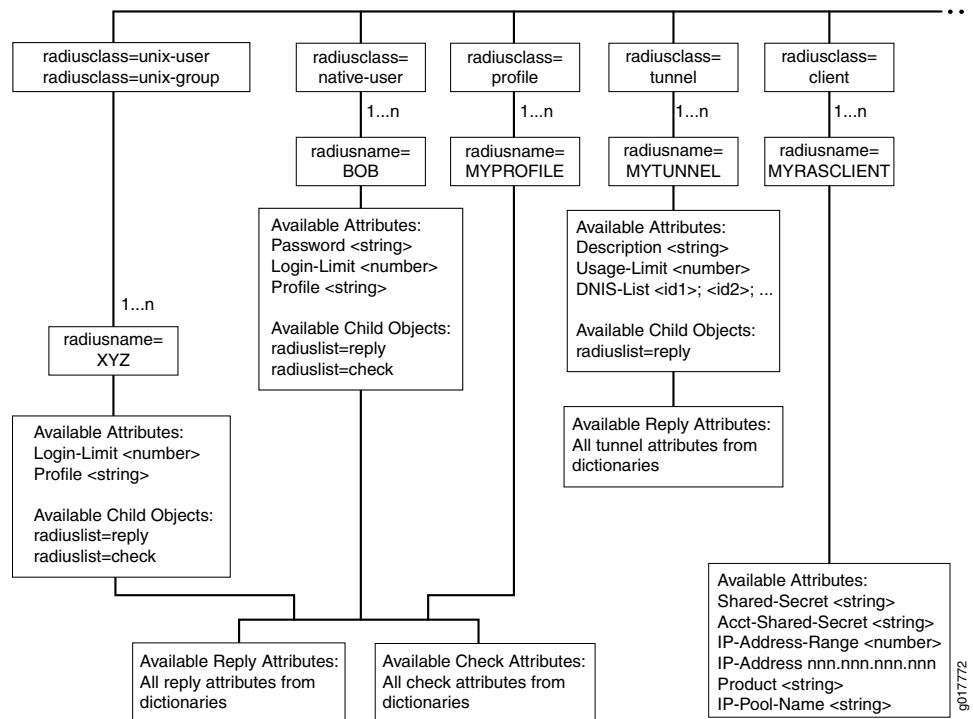 radiusclass=unix-user
radiusclass=unix-group
radiusclass=
native-user
radiusclass=
profile
radiusclass=
tunnel
radiusclass=
client
1...n
1...n
1...n
1...n
radiusname=
BOB
radiusname=
MYPROFILE
radiusname=
MYTUNNEL
radiusname=
MYRASCLIENT
Available Attributes:
Password <string>
Login-Limit <number>
Profile <string>
Available Child Objects:
radiuslist=reply
radiuslist=check
Available Attributes:
Description <string>
Usage-Limit <number>
DNIS-List <id1>; <id2>; ...
Available Child Objects:
radiuslist=reply
1...n
radiusname=
XYZ
Available Attributes:
Login-Limit <number>
Profile <string>
Available Child Objects:
radiuslist=reply
radiuslist=check
Available Reply Attributes:
All tunnel attributes from
dictionaries
Available Reply Attributes:
All reply attributes from
dictionaries
Available Check Attributes:
All check attributes from
dictionaries
Available Attributes:
Shared-Secret <string>
Acct-Shared-Secret <string>
IP-Address-Range <number>
IP-Address nnn.nnn.nnn.nnn
Product <string>
IP-Pool-Name <string>
g017772